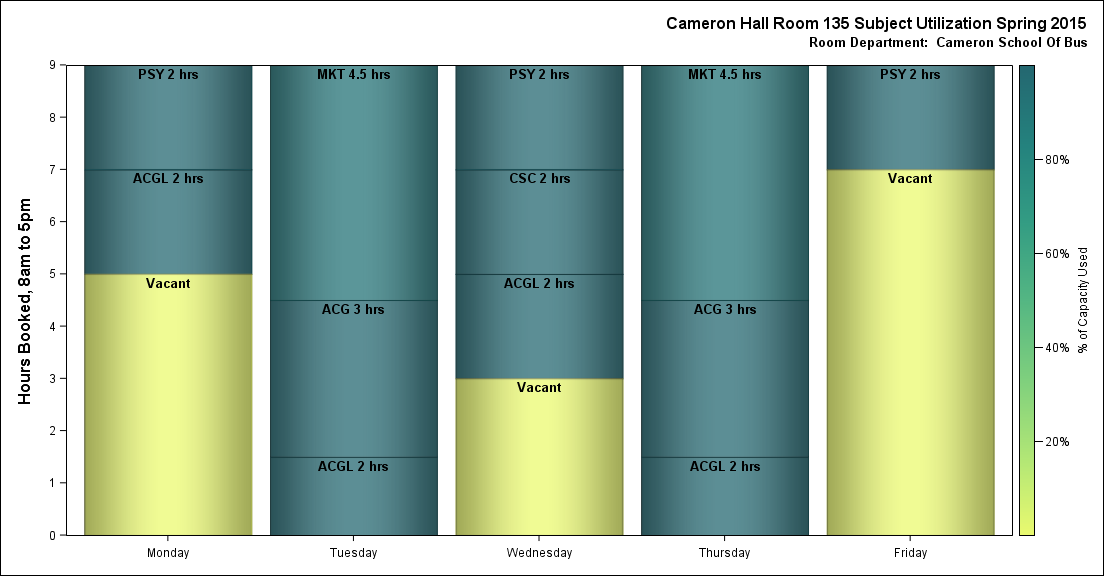 Cameron Hall Room 135 Subject Utilization Spring 2015
Room Department:  Cameron School Of Bus
Hours Booked, 8am to 5pm
9
8
7
6
5
4
3
2
1
0
PSY 2 hrs
ACGL 2 hrs
Vacant
MKT 4.5 hrs
ACG 3 hrs
ACGL 2 hrs
PSY 2 hrs
CSC 2 hrs
ACGL 2 hrs
Vacant
MKT 4.5 hrs
ACG 3 hrs
ACGL 2 hrs
PSY 2 hrs
Vacant
Monday
Tuesday
Wednesday
Thursday
Friday
80%
60%
40%
20%
% of Capacity Used